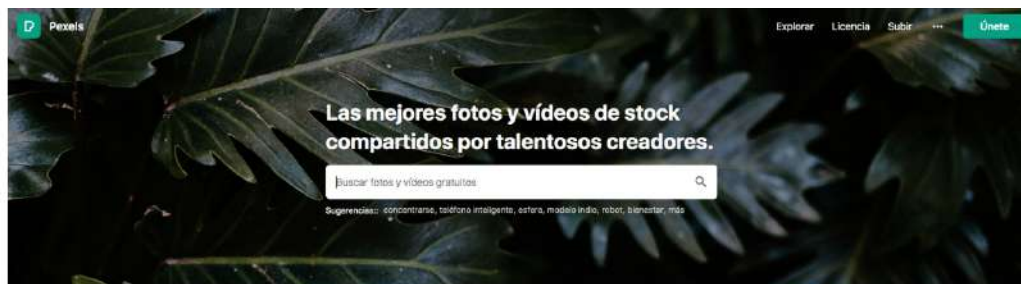 Pexels
Explorar Licencia Subir ··· Únete
Las mejores fotos y vídeos de stock
compartidos por talentosos creadores.
Buscar fotos y vídeos gratuitos
Sugerencias:: concentrarse, teléfono inteligente, esfera, modelo indio, robot, bienestar, más